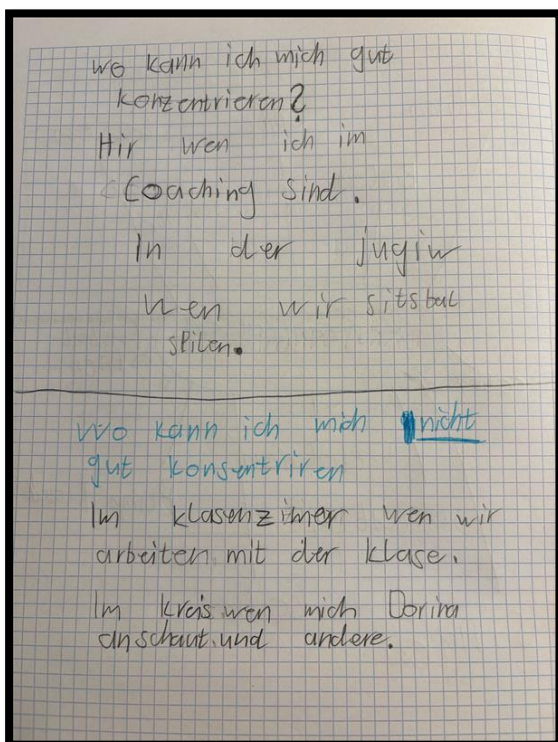 wo kann ich mich gut
konzentrieren?
Hir wen ich im
Coaching sind.
In der jugiw
wen wir sitsbal
spilen.
Wo kann ich mich nicht
gut konsentriren
Im klasenzimer wen wir
arbeiten mit der klase.
Im kreis wen mich Dorina
anschaut und andere.